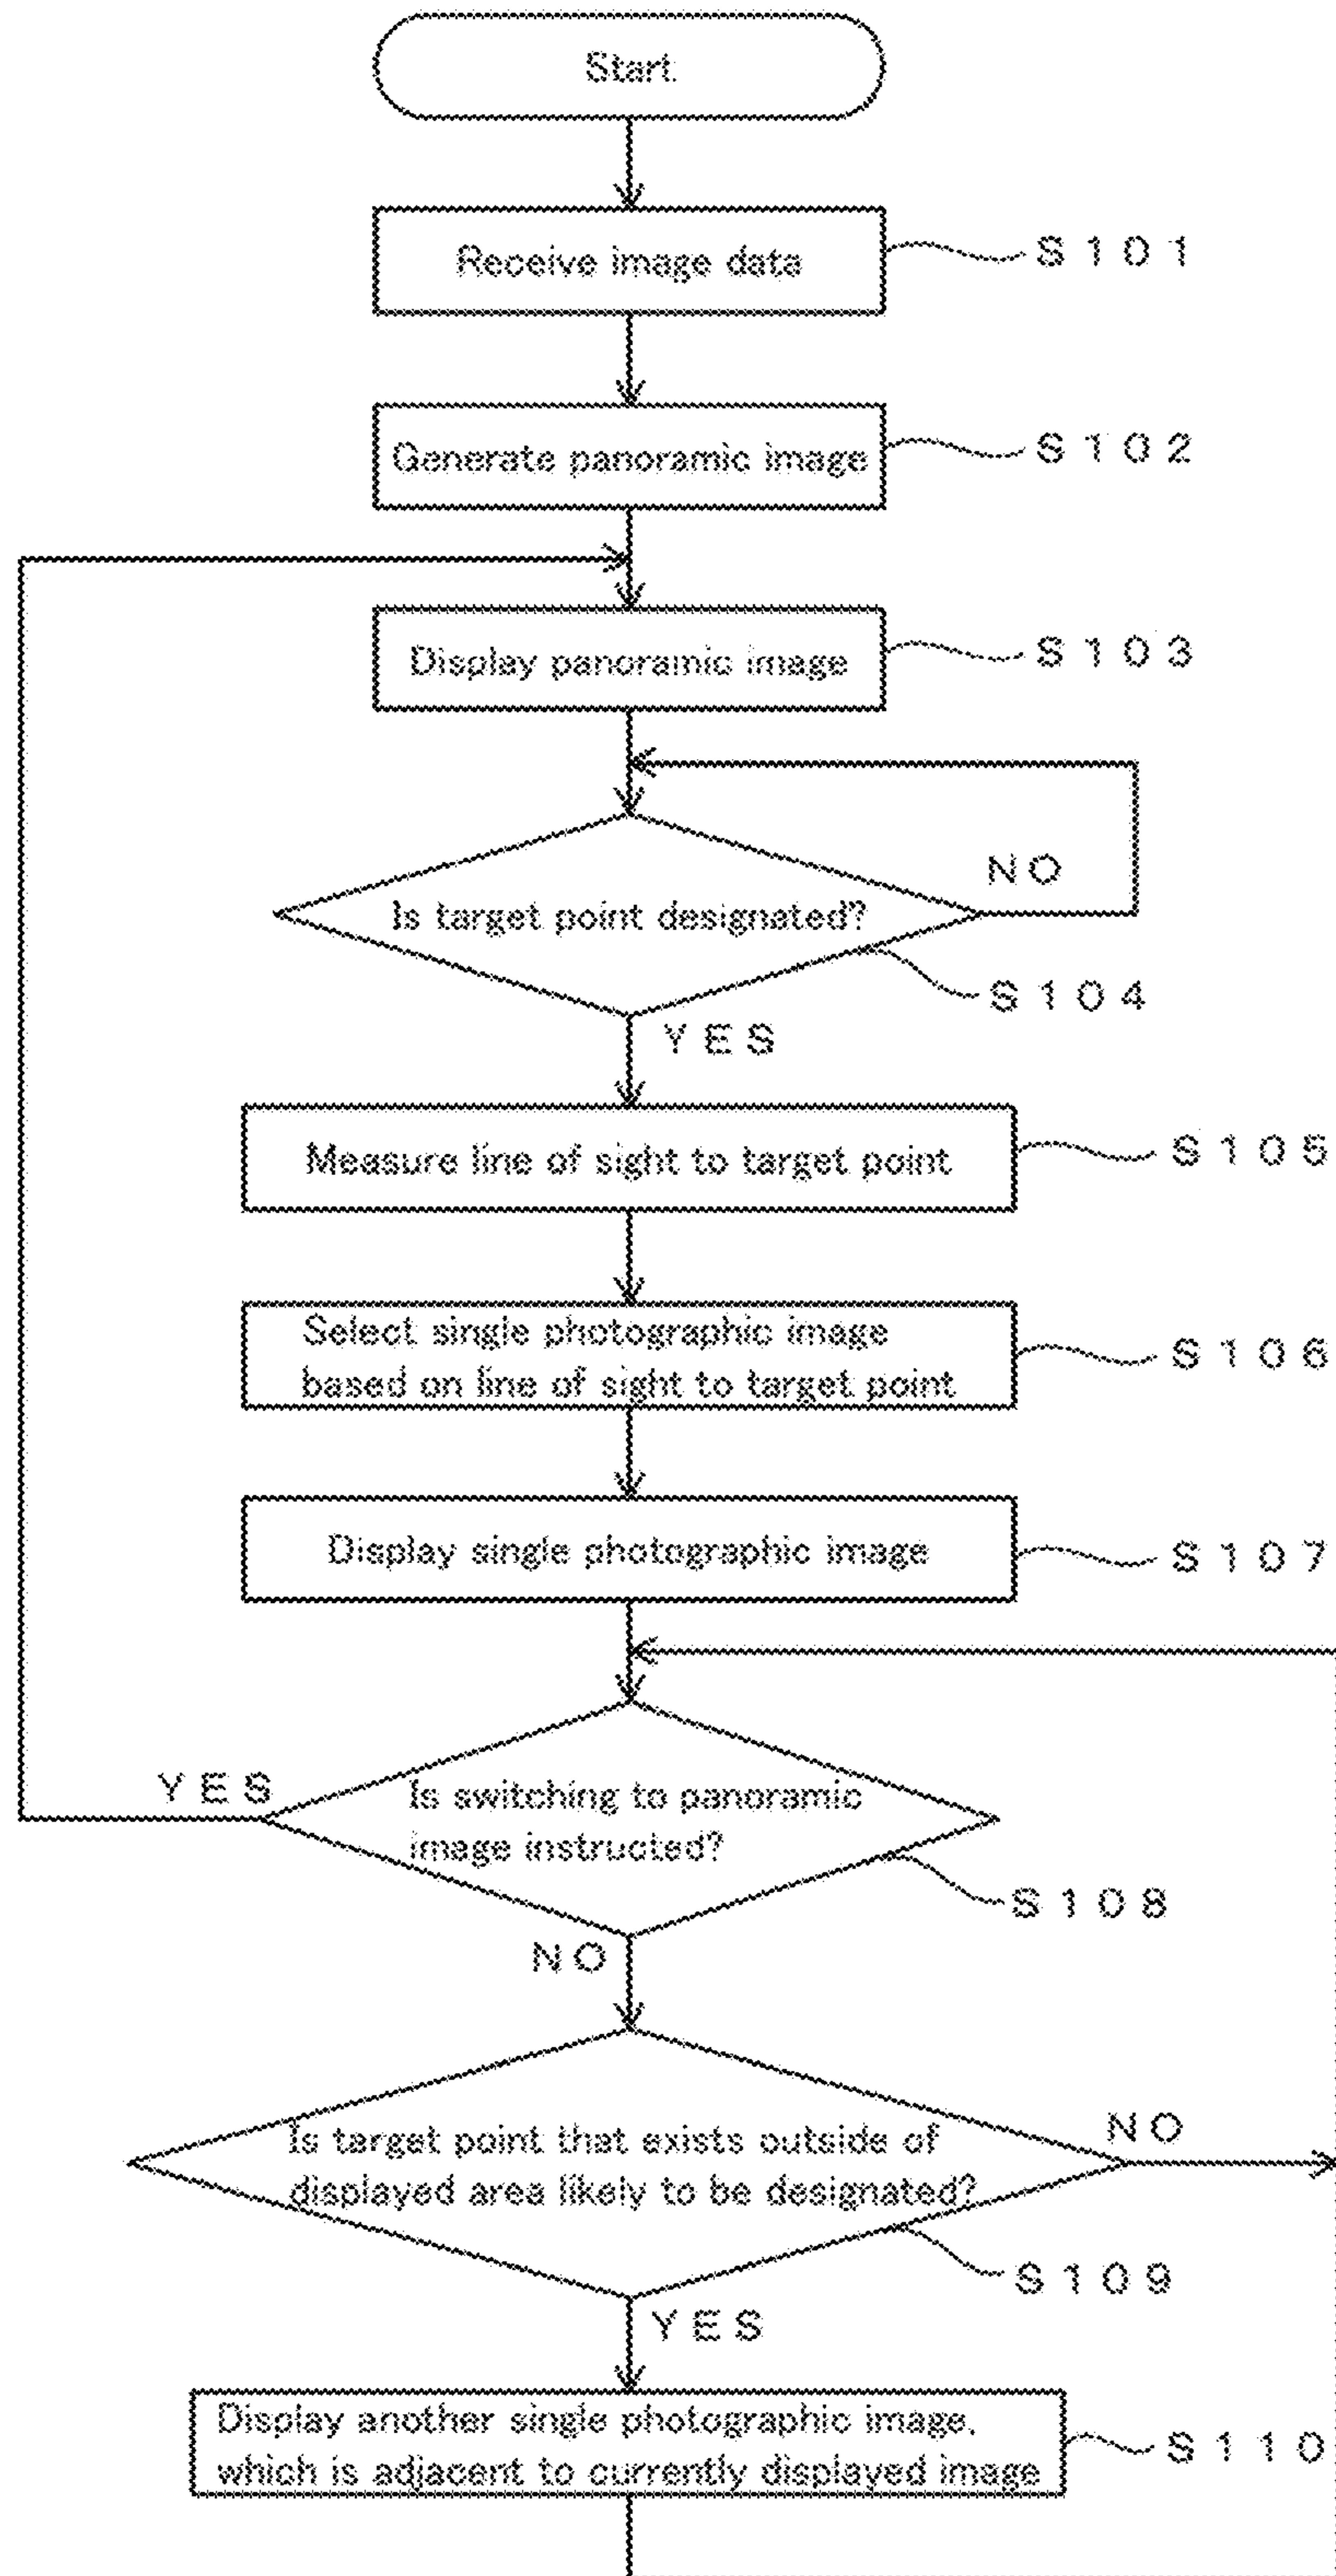 Start
Receive image data
S101
Generate panoramic image
S102
Display panoramic image
S103
NO
Is target point designated?
S104
YES
Measure line of sight to target point
S105
Select single photographic image
based on line of sight to target point
S106
Display single photographic image
S107
YES
Is switching to panoramic
image instructed?
S108
NO
Is target point that exists outside of
displayed area likely to be designated?
NO
S109
YES
Display another single photographic image,
which is adjacent to currently displayed image
S110